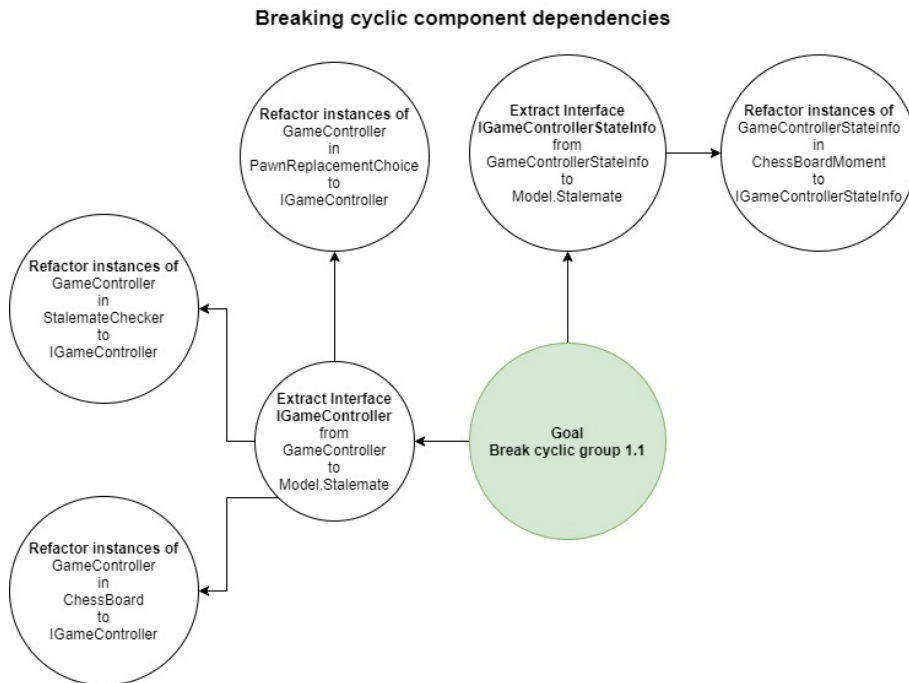 Breaking cyclic component dependencies
Refactor instances of
GameController
in
PawnReplacementChoice
to
IGameController
Extract Interface
IGameControllerStateInfo
from
GameControllerStateInfo
to
Model.Stalemate
Refactor instances of
GameControllerStateInfo
in
ChessBoardMoment
to
IGameControllerStateInfo
Refactor instances of
GameController
in
StalemateChecker
to
IGameController
Extract Interface
IGameController
from
GameController
to
Model.Stalemate
Goal
Break cyclic group 1.1
Refactor instances of
GameController
in
ChessBoard
to
IGameController